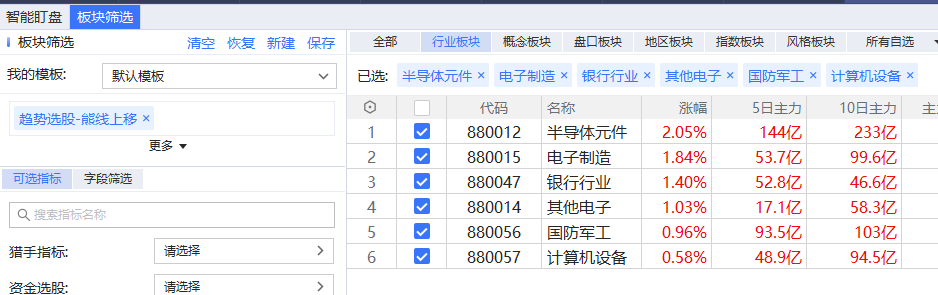 智能盯盘 板块筛选
板块筛选 清空 恢复 新建 保存
我的模板: 默认模板
趋势选股-能线上移 ×
更多
可选指标 字段筛选
搜索指标名称
猎手指标: 请选择
资金选股: 请选择
全部 行业板块 概念板块 盘口板块 地区板块 指数板块 风格板块 所有自选
已选: 半导体元件 × 电子制造 × 银行行业 × 其他电子 × 国防军工 × 计算机设备 ×
代码 名称 涨幅 5日主力 10日主力
1 880012 半导体元件 2.05% 144亿 233亿
2 880015 电子制造 1.84% 53.7亿 99.6亿
3 880047 银行行业 1.40% 52.8亿 46.6亿
4 880014 其他电子 1.03% 17.1亿 58.3亿
5 880056 国防军工 0.96% 93.5亿 103亿
6 880057 计算机设备 0.58% 48.9亿 94.5亿